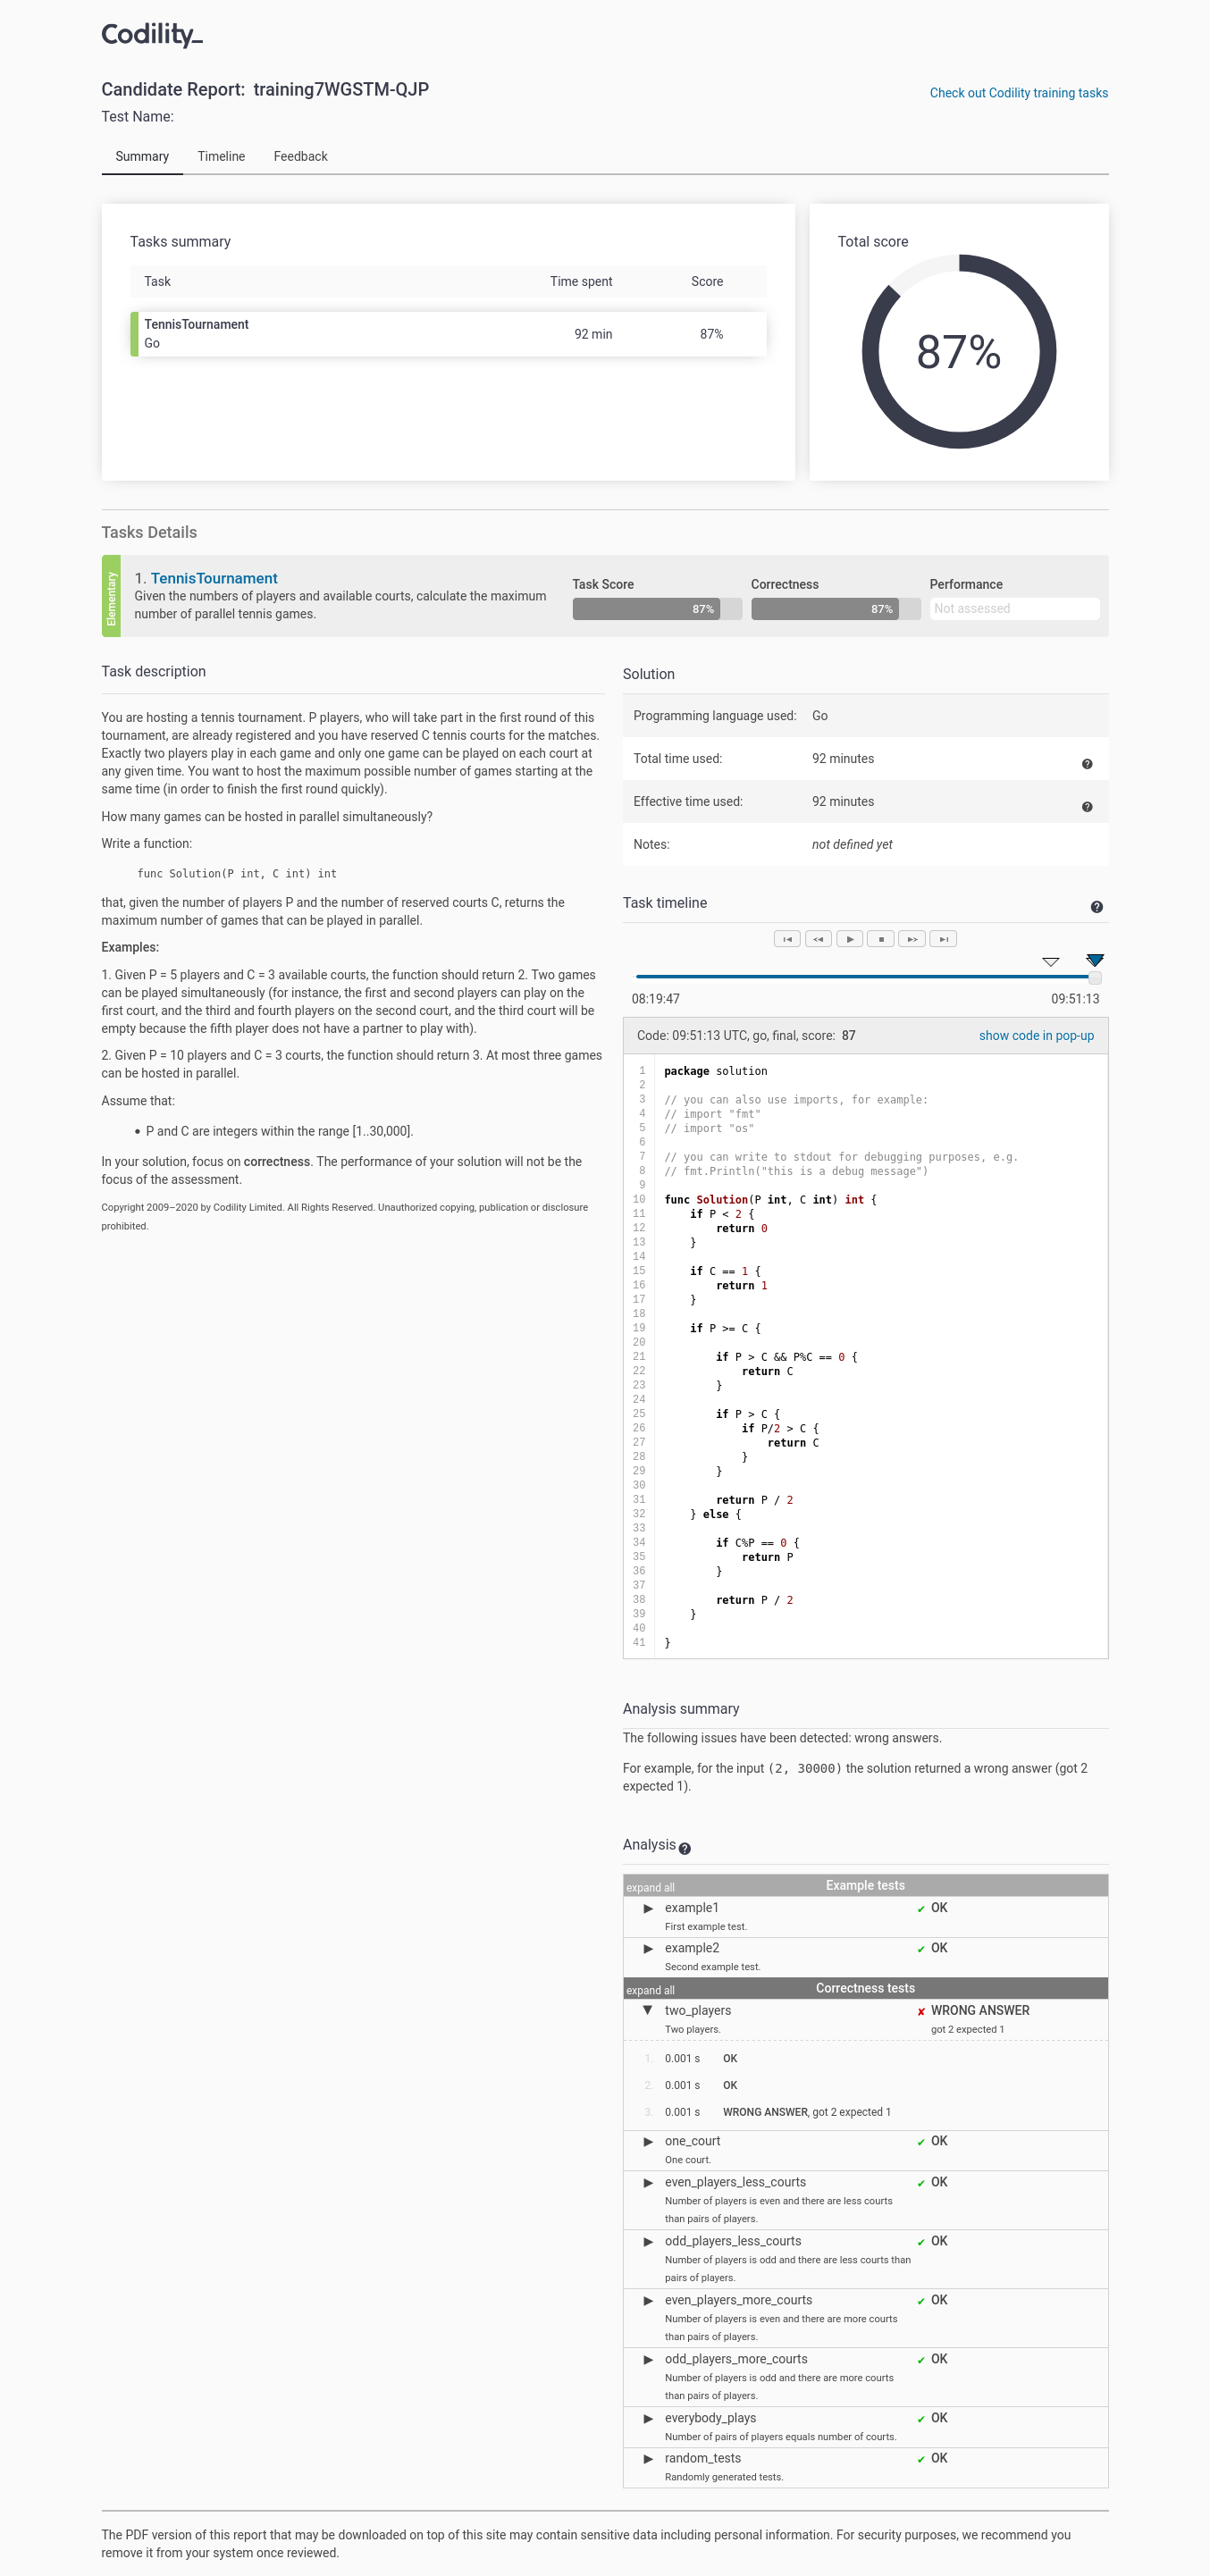 Codility_
Candidate Report: training7WGSTM-QJP
Check out Codility training tasks
Test Name:
Summary Timeline Feedback
Tasks summary
Task Time spent Score
TennisTournament
Go
92 min 87%
Total score
87%
Tasks Details
Elementary
1. TennisTournament
Given the numbers of players and available courts, calculate the maximum
number of parallel tennis games.
Task Score
87%
Correctness
87%
Performance
Not assessed
Task description
You are hosting a tennis tournament. P players, who will take part in the first round of this
tournament, are already registered and you have reserved C tennis courts for the matches.
Exactly two players play in each game and only one game can be played on each court at
any given time. You want to host the maximum possible number of games starting at the
same time (in order to finish the first round quickly).
How many games can be hosted in parallel simultaneously?
Write a function:
func Solution(P int, C int) int
that, given the number of players P and the number of reserved courts C, returns the
maximum number of games that can be played in parallel.
Examples:
1. Given P = 5 players and C = 3 available courts, the function should return 2. Two games
can be played simultaneously (for instance, the first and second players can play on the
first court, and the third and fourth players on the second court, and the third court will be
empty because the fifth player does not have a partner to play with).
2. Given P = 10 players and C = 3 courts, the function should return 3. At most three games
can be hosted in parallel.
Assume that:
• P and C are integers within the range [1..30,000].
In your solution, focus on correctness. The performance of your solution will not be the
focus of the assessment.
Copyright 2009–2020 by Codility Limited. All Rights Reserved. Unauthorized copying, publication or disclosure
prohibited.
Solution
Programming language used: Go
Total time used: 92 minutes
Effective time used: 92 minutes
Notes: not defined yet
Task timeline
08:19:47 09:51:13
Code: 09:51:13 UTC, go, final, score: 87 show code in pop-up
1 package solution
2
3 // you can also use imports, for example:
4 // import "fmt"
5 // import "os"
6
7 // you can write to stdout for debugging purposes, e.g.
8 // fmt.Println("this is a debug message")
9
10 func Solution(P int, C int) int {
11 if P < 2 {
12 return 0
13 }
14
15 if C == 1 {
16 return 1
17 }
18
19 if P >= C {
20
21 if P > C && P%C == 0 {
22 return C
23 }
24
25 if P > C {
26 if P/2 > C {
27 return C
28 }
29 }
30
31 return P / 2
32 } else {
33
34 if C%P == 0 {
35 return P
36 }
37
38 return P / 2
39 }
40
41 }
Analysis summary
The following issues have been detected: wrong answers.
For example, for the input (2, 30000) the solution returned a wrong answer (got 2
expected 1).
Analysis
expand all Example tests
▶ example1 ✔ OK
First example test.
▶ example2 ✔ OK
Second example test.
expand all Correctness tests
▼ two_players ✘ WRONG ANSWER
Two players. got 2 expected 1
1. 0.001 s OK
2. 0.001 s OK
3. 0.001 s WRONG ANSWER, got 2 expected 1
▶ one_court ✔ OK
One court.
▶ even_players_less_courts ✔ OK
Number of players is even and there are less courts
than pairs of players.
▶ odd_players_less_courts ✔ OK
Number of players is odd and there are less courts than
pairs of players.
▶ even_players_more_courts ✔ OK
Number of players is even and there are more courts
than pairs of players.
▶ odd_players_more_courts ✔ OK
Number of players is odd and there are more courts
than pairs of players.
▶ everybody_plays ✔ OK
Number of pairs of players equals number of courts.
▶ random_tests ✔ OK
Randomly generated tests.
The PDF version of this report that may be downloaded on top of this site may contain sensitive data including personal information. For security purposes, we recommend you
remove it from your system once reviewed.